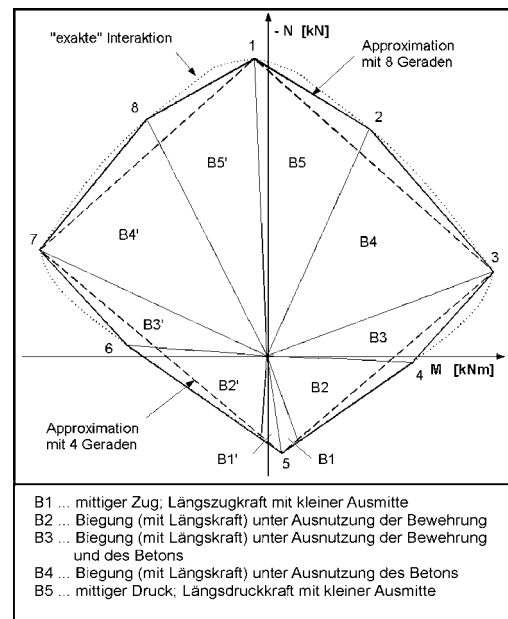 - N [kN]
"exakte" Interaktion
1
Approximation
mit 8 Geraden
8
2
B5'
B5
7
B4'
B4
3
B3'
B3
6
4
M [kNm]
B2'
B2
Approximation
mit 4 Geraden
B1'
5
B1
B1 ... mittiger Zug; Längszugkraft mit kleiner Ausmitte
B2 ... Biegung (mit Längskraft) unter Ausnutzung der Bewehrung
B3 ... Biegung (mit Längskraft) unter Ausnutzung der Bewehrung
und des Betons
B4 ... Biegung (mit Längskraft) unter Ausnutzung des Betons
B5 ... mittiger Druck; Längsdruckkraft mit kleiner Ausmitte